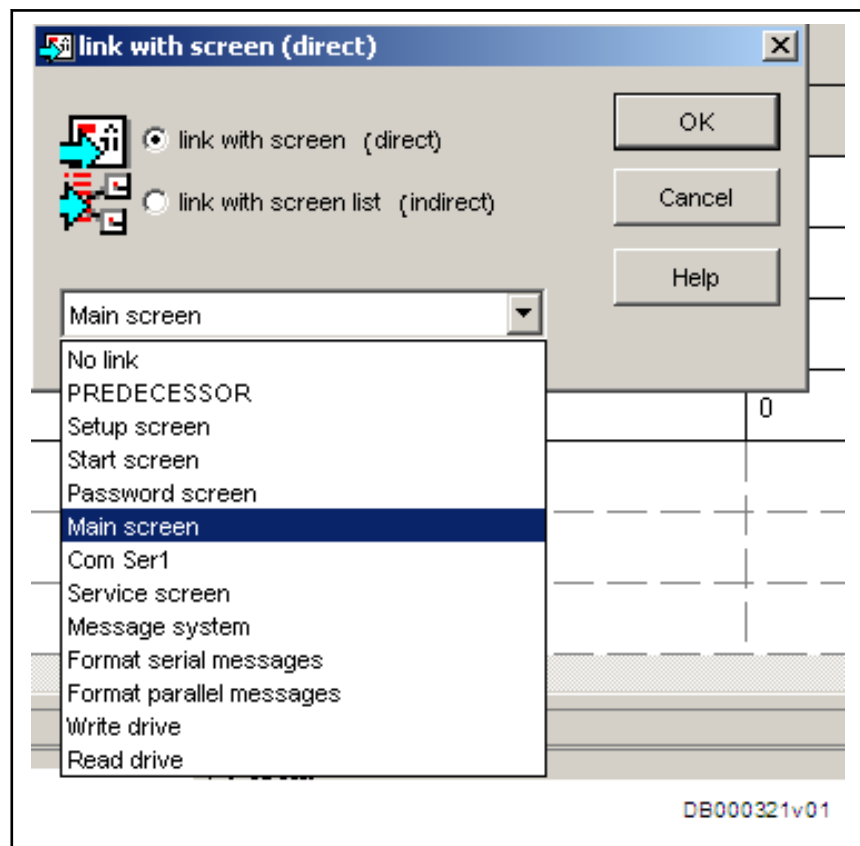 link with screen (direct)
link with screen (direct)
link with screen list (indirect)
OK
Cancel
Help
Main screen
No link
PREDECESSOR
Setup screen
Start screen
Password screen
Main screen
Com Ser1
Service screen
Message system
Format serial messages
Format parallel messages
Write drive
Read drive
0
DB000321v01